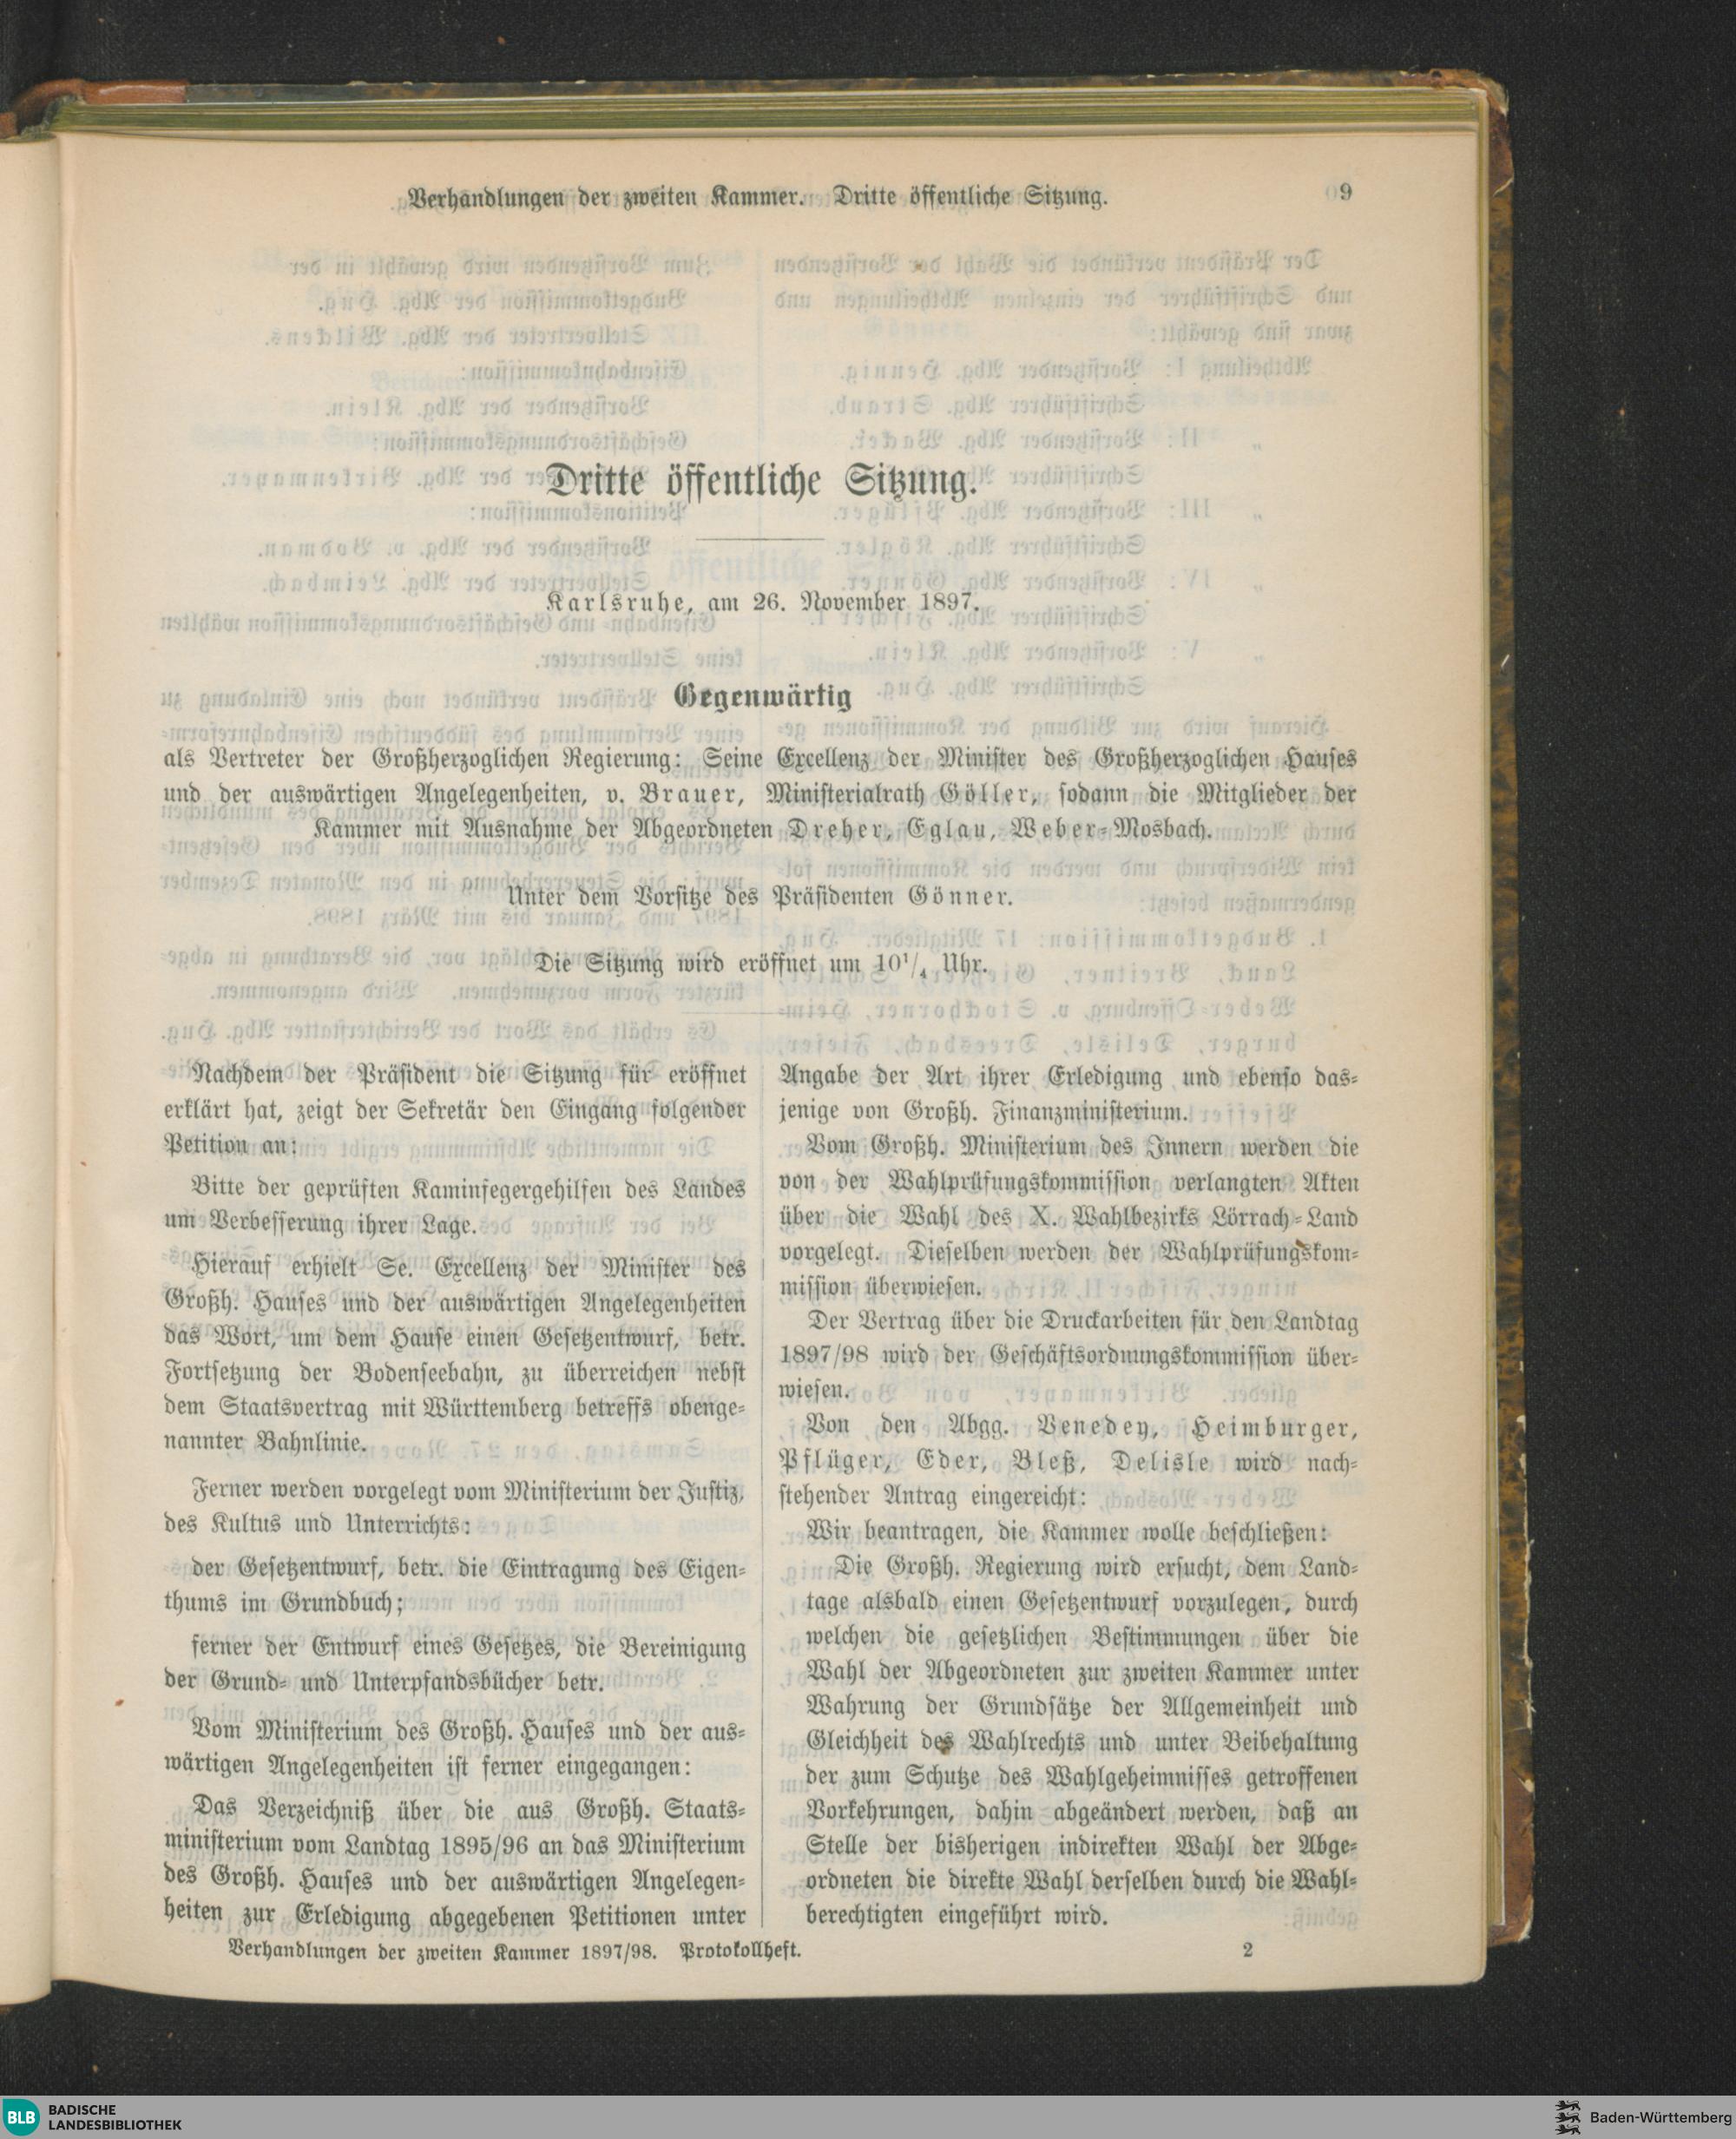 Verhandlungen der zweiten Kammer. Dritte öffentliche Sitzung. 9
Dritte öffentliche Sitzung.
Karlsruhe, am 26. November 1897.
Gegenwärtig
als Vertreter der Großherzoglichen Regierung: Seine Excellenz der Minister des Großherzoglichen Hauses
und der auswärtigen Angelegenheiten, v. Brauer, Ministerialrath Göller, sodann die Mitglieder der
Kammer mit Ausnahme der Abgeordneten Dreher, Eglau, Weber-Mosbach.
Unter dem Vorsitze des Präsidenten Gönner.
Die Sitzung wird eröffnet um 10¹/₄ Uhr.
Nachdem der Präsident die Sitzung für eröffnet
erklärt hat, zeigt der Sekretär den Eingang folgender
Petition an:
Bitte der geprüften Kaminfegergehilfen des Landes
um Verbesserung ihrer Lage.
Hierauf erhielt Se. Excellenz der Minister des
Großh. Hauses und der auswärtigen Angelegenheiten
das Wort, um dem Hause einen Gesetzentwurf, betr.
Fortsetzung der Bodenseebahn, zu überreichen nebst
dem Staatsvertrag mit Württemberg betreffs obenge-
nannter Bahnlinie.
Ferner werden vorgelegt vom Ministerium der Justiz,
des Kultus und Unterrichts:
der Gesetzentwurf, betr. die Eintragung des Eigen-
thums im Grundbuch;
ferner der Entwurf eines Gesetzes, die Bereinigung
der Grund- und Unterpfandsbücher betr.
Vom Ministerium des Großh. Hauses und der aus-
wärtigen Angelegenheiten ist ferner eingegangen:
Das Verzeichniß über die aus Großh. Staats-
ministerium vom Landtag 1895/96 an das Ministerium
des Großh. Hauses und der auswärtigen Angelegen-
heiten zur Erledigung abgegebenen Petitionen unter
Angabe der Art ihrer Erledigung und ebenso das-
jenige von Großh. Finanzministerium.
Vom Großh. Ministerium des Innern werden die
von der Wahlprüfungskommission verlangten Akten
über die Wahl des X. Wahlbezirks Lörrach-Land
vorgelegt. Dieselben werden der Wahlprüfungskom-
mission überwiesen.
Der Vertrag über die Druckarbeiten für den Landtag
1897/98 wird der Geschäftsordnungskommission über-
wiesen.
Von den Abgg. Venedey, Heimburger,
Pflüger, Eder, Bleß, Delisle wird nach-
stehender Antrag eingereicht:
Wir beantragen, die Kammer wolle beschließen:
Die Großh. Regierung wird ersucht, dem Land-
tage alsbald einen Gesetzentwurf vorzulegen, durch
welchen die gesetzlichen Bestimmungen über die
Wahl der Abgeordneten zur zweiten Kammer unter
Wahrung der Grundsätze der Allgemeinheit und
Gleichheit des Wahlrechts und unter Beibehaltung
der zum Schutze des Wahlgeheimnisses getroffenen
Vorkehrungen, dahin abgeändert werden, daß an
Stelle der bisherigen indirekten Wahl der Abge-
ordneten die direkte Wahl derselben durch die Wahl-
berechtigten eingeführt wird.
Verhandlungen der zweiten Kammer 1897/98. Protokollheft. 2
BLB BADISCHE
LANDESBIBLIOTHEK
Baden-Württemberg